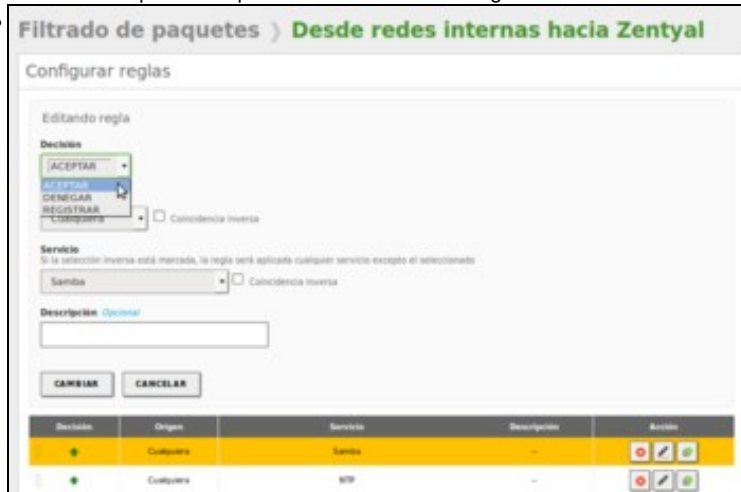 Filtrado de paquetes 〉 Desde redes internas hacia Zentyal
Configurar reglas
Editando regla
Decisión
ACEPTAR
ACEPTAR
DENEGAR
REGISTRAR
Cualquiera Coincidencia inversa
Servicio
Si la selección inversa está marcada, la regla será aplicada cualquier servicio excepto el seleccionado
Samba Coincidencia inversa
Descripción Opcional
CAMBIAR CANCELAR
Decisión Origen Servicio Descripción Acción
Cualquiera Samba --
Cualquiera NTP --